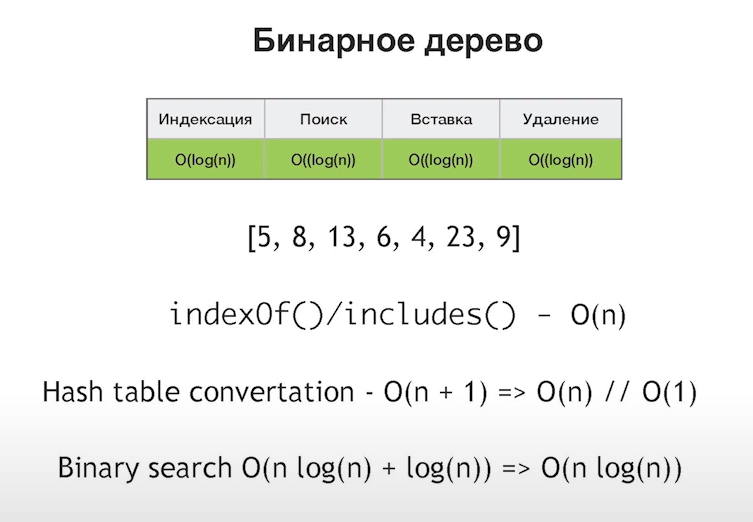 Бинарное дерево
Индексация Поиск Вставка Удаление
O(log(n)) O((log(n)) O((log(n)) O((log(n))
[5, 8, 13, 6, 4, 23, 9]
indexOf()/includes() - O(n)
Hash table convertation - O(n + 1) => O(n) // O(1)
Binary search O(n log(n) + log(n)) => O(n log(n))